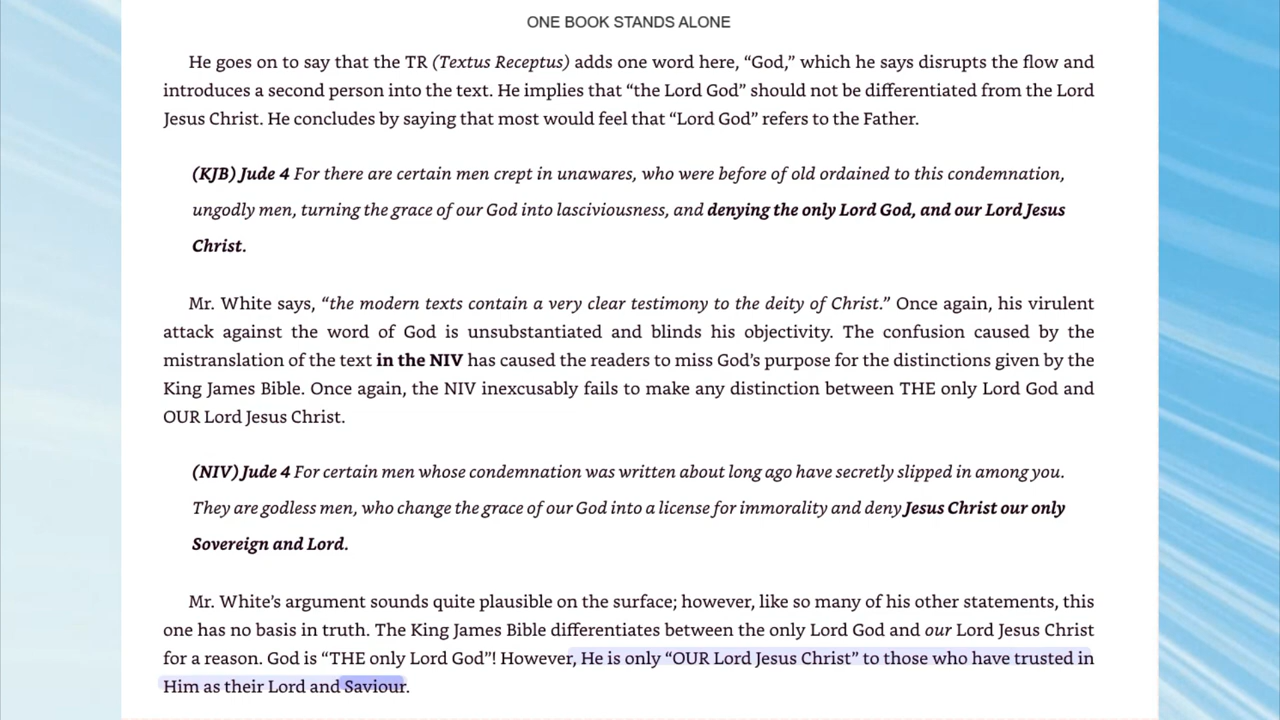 ONE BOOK STANDS ALONE
He goes on to say that the TR (Textus Receptus) adds one word here, “God,” which he says disrupts the flow and
introduces a second person into the text. He implies that “the Lord God” should not be differentiated from the Lord
Jesus Christ. He concludes by saying that most would feel that “Lord God” refers to the Father.
(KJB) Jude 4 For there are certain men crept in unawares, who were before of old ordained to this condemnation,
ungodly men, turning the grace of our God into lasciviousness, and denying the only Lord God, and our Lord Jesus
Christ.
Mr. White says, “the modern texts contain a very clear testimony to the deity of Christ.” Once again, his virulent
attack against the word of God is unsubstantiated and blinds his objectivity. The confusion caused by the
mistranslation of the text in the NIV has caused the readers to miss God’s purpose for the distinctions given by the
King James Bible. Once again, the NIV inexcusably fails to make any distinction between THE only Lord God and
OUR Lord Jesus Christ.
(NIV) Jude 4 For certain men whose condemnation was written about long ago have secretly slipped in among you.
They are godless men, who change the grace of our God into a license for immorality and deny Jesus Christ our only
Sovereign and Lord.
Mr. White’s argument sounds quite plausible on the surface; however, like so many of his other statements, this
one has no basis in truth. The King James Bible differentiates between the only Lord God and our Lord Jesus Christ
for a reason. God is “THE only Lord God”! However, He is only “OUR Lord Jesus Christ” to those who have trusted in
Him as their Lord and Saviour.